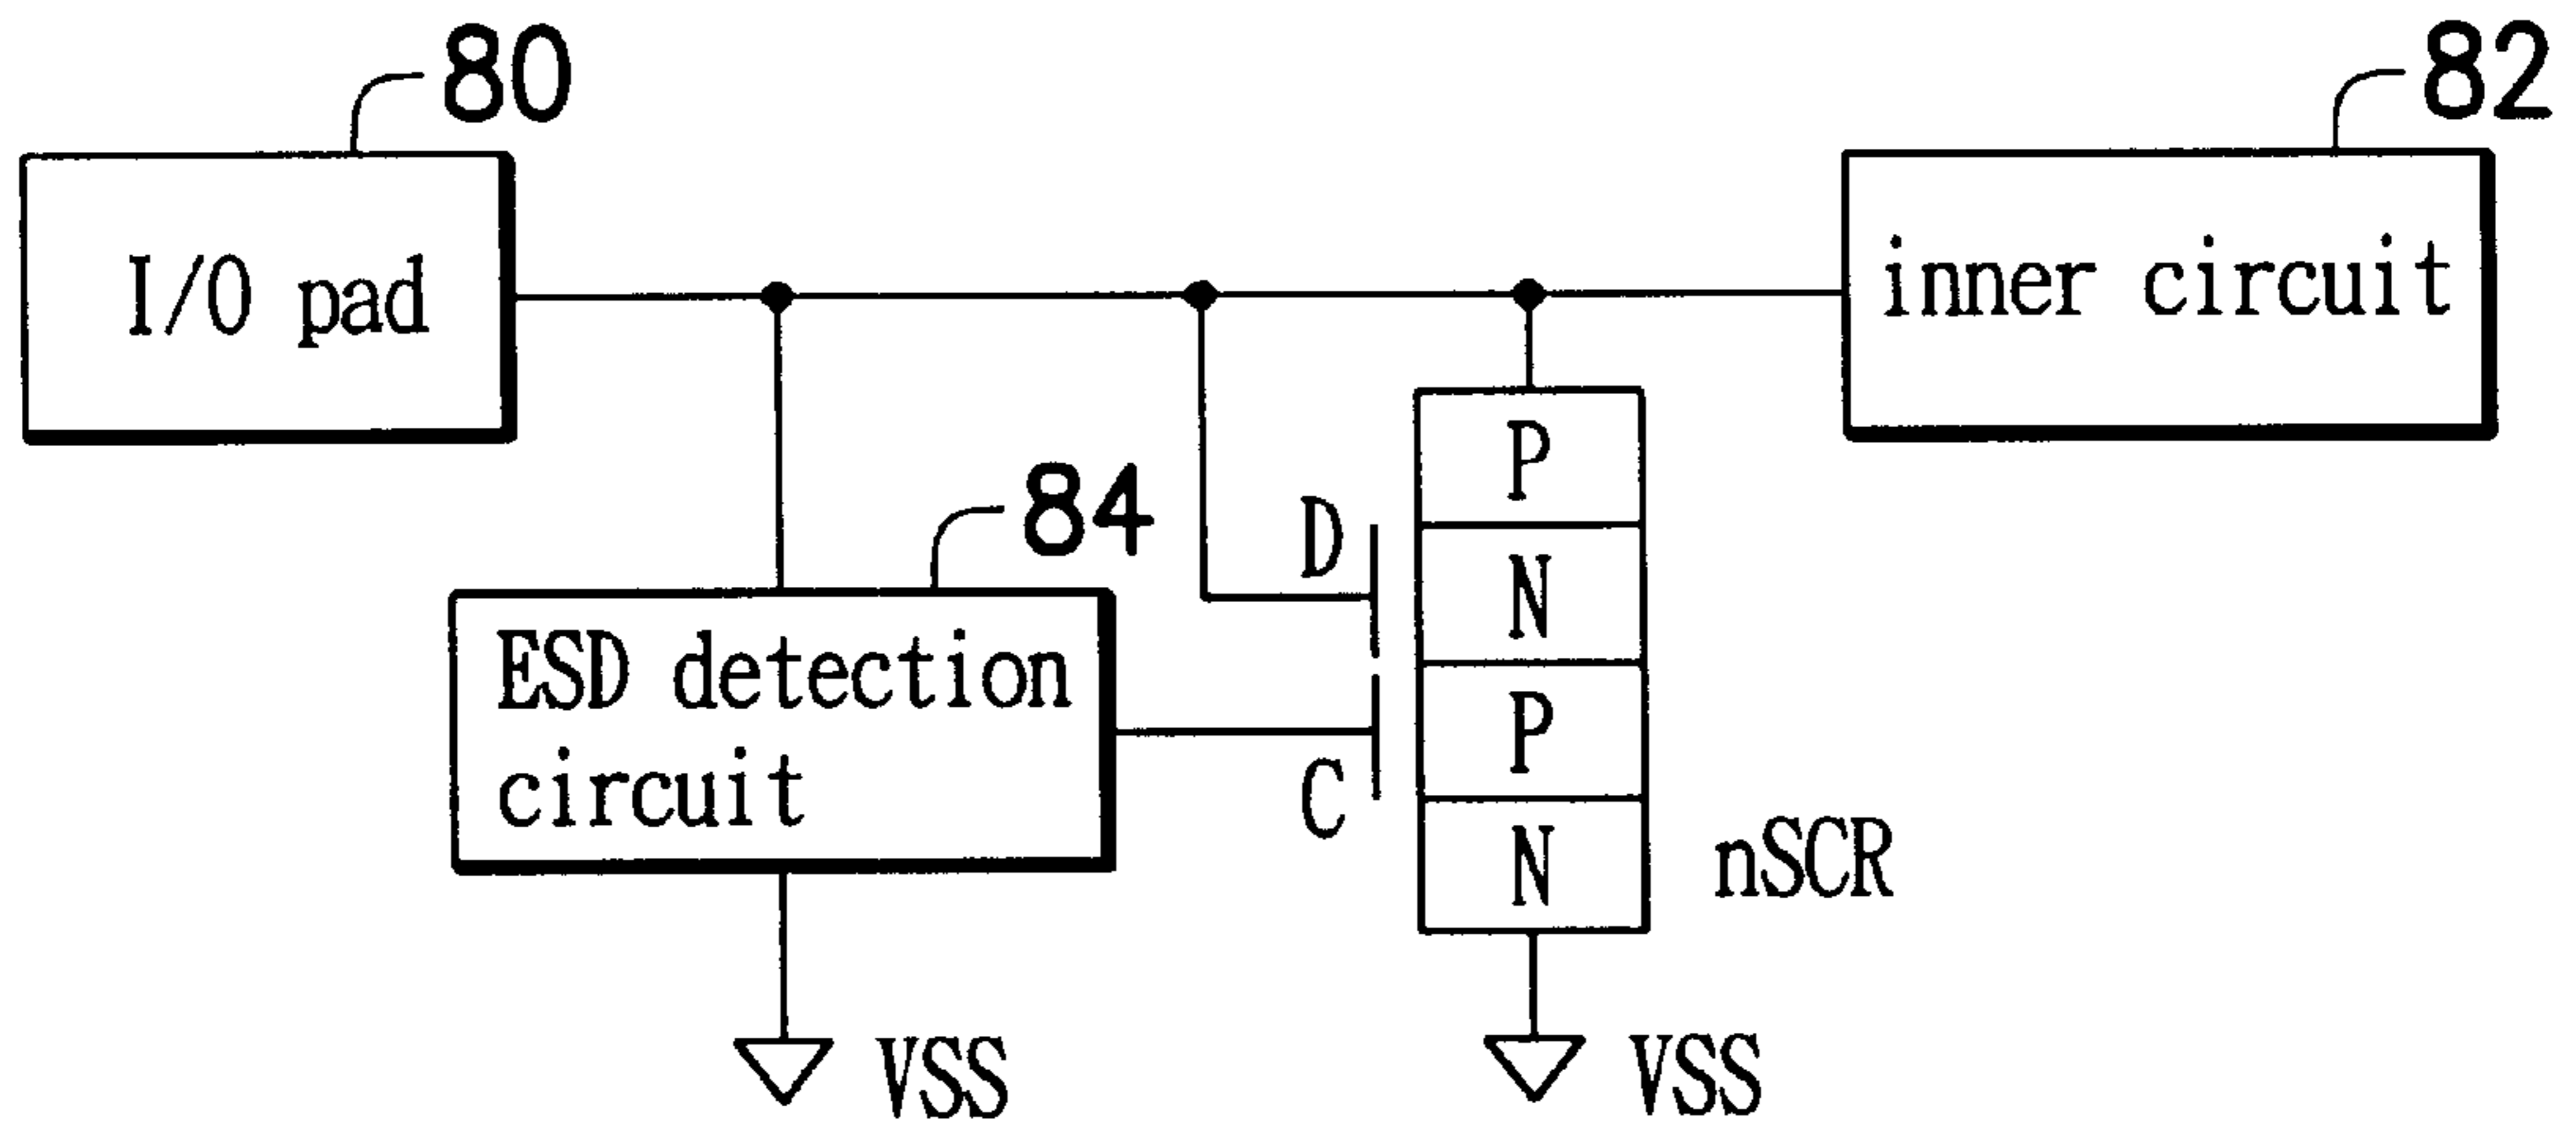 80
82
I/O pad
inner circuit
P
84
D
N
ESD detection
circuit
P
C
N
nSCR
VSS
VSS